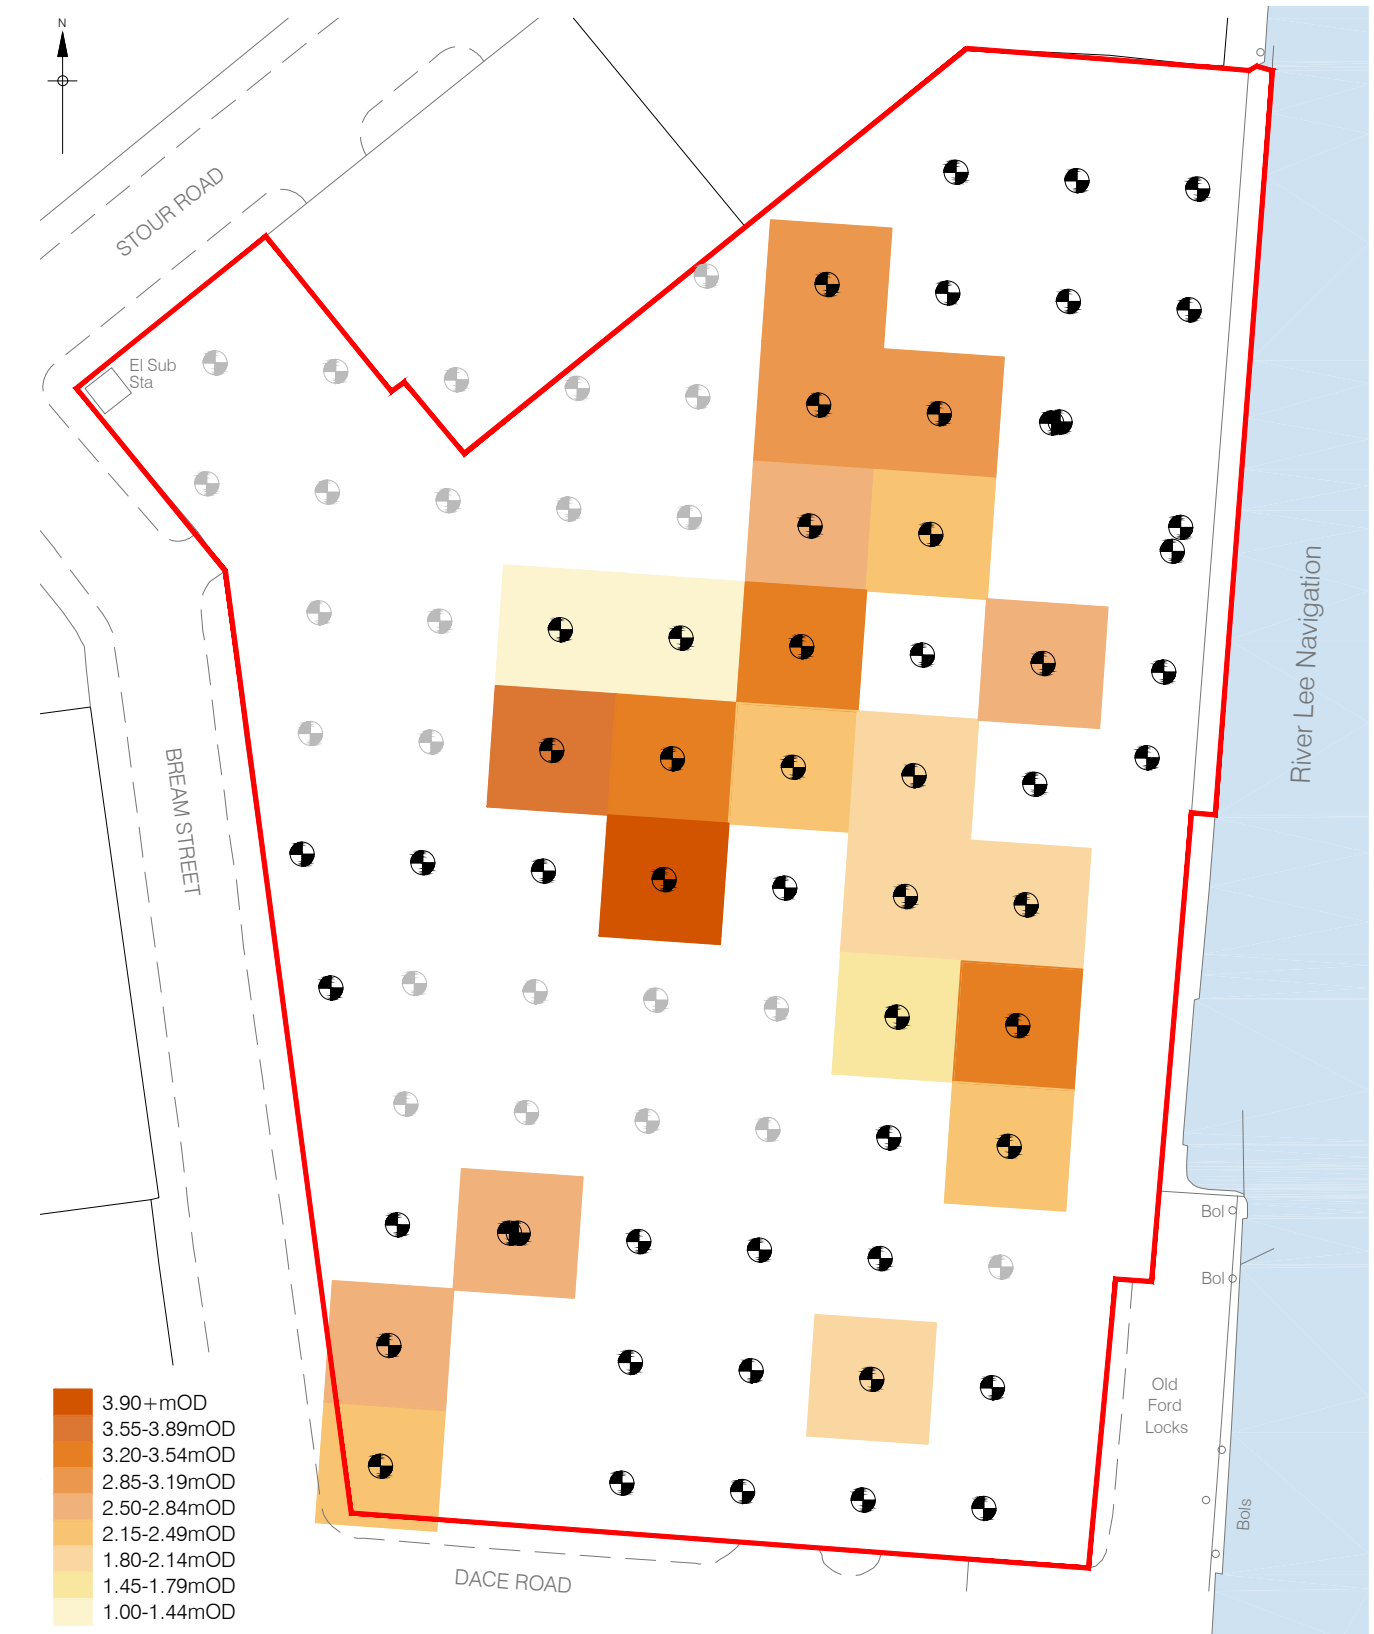 N
STOUR ROAD
El Sub
Sta
River Lee Navigation
BREAM STREET
Bol
Bol
Old
Ford
Locks
Bols
3.90+mOD
3.55-3.89mOD
3.20-3.54mOD
2.85-3.19mOD
2.50-2.84mOD
2.15-2.49mOD
1.80-2.14mOD
1.45-1.79mOD
1.00-1.44mOD
DACE ROAD